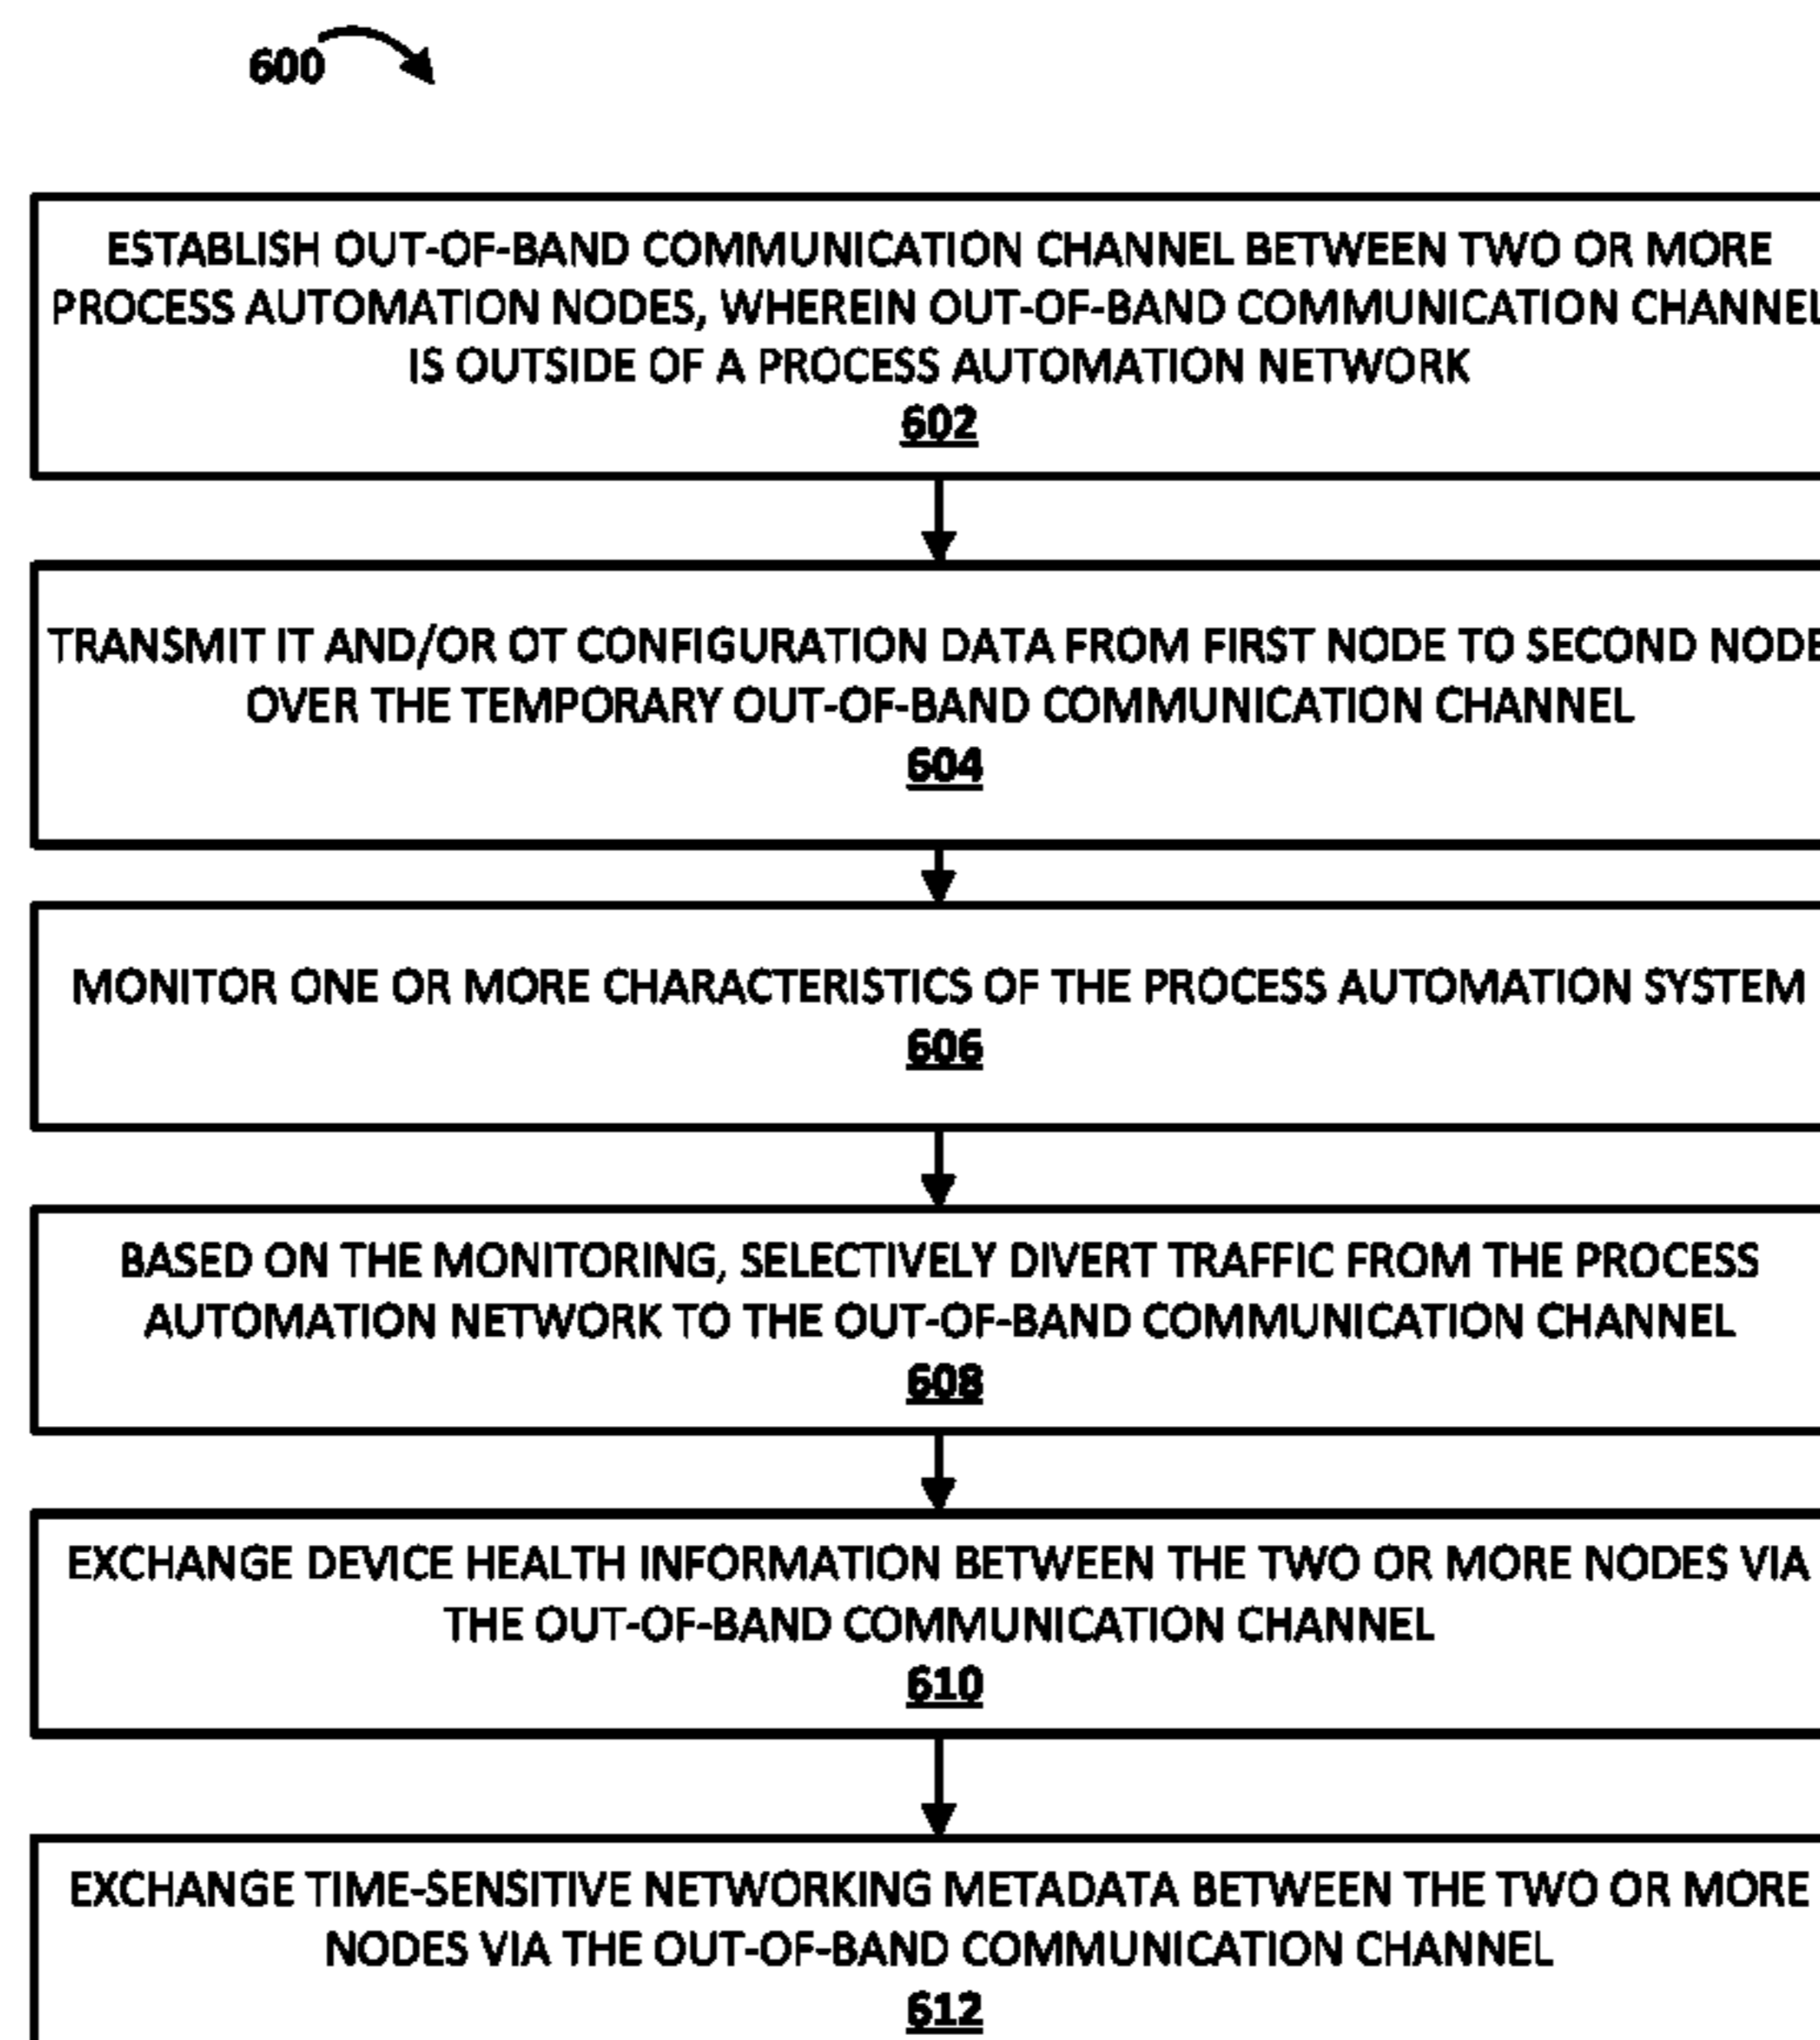 600
ESTABLISH OUT-OF-BAND COMMUNICATION CHANNEL BETWEEN TWO OR MORE
PROCESS AUTOMATION NODES, WHEREIN OUT-OF-BAND COMMUNICATION CHANNEL
IS OUTSIDE OF A PROCESS AUTOMATION NETWORK
602
TRANSMIT IT AND/OR OT CONFIGURATION DATA FROM FIRST NODE TO SECOND NODE
OVER THE TEMPORARY OUT-OF-BAND COMMUNICATION CHANNEL
604
MONITOR ONE OR MORE CHARACTERISTICS OF THE PROCESS AUTOMATION SYSTEM
606
BASED ON THE MONITORING, SELECTIVELY DIVERT TRAFFIC FROM THE PROCESS
AUTOMATION NETWORK TO THE OUT-OF-BAND COMMUNICATION CHANNEL
608
EXCHANGE DEVICE HEALTH INFORMATION BETWEEN THE TWO OR MORE NODES VIA
THE OUT-OF-BAND COMMUNICATION CHANNEL
610
EXCHANGE TIME-SENSITIVE NETWORKING METADATA BETWEEN THE TWO OR MORE
NODES VIA THE OUT-OF-BAND COMMUNICATION CHANNEL
612